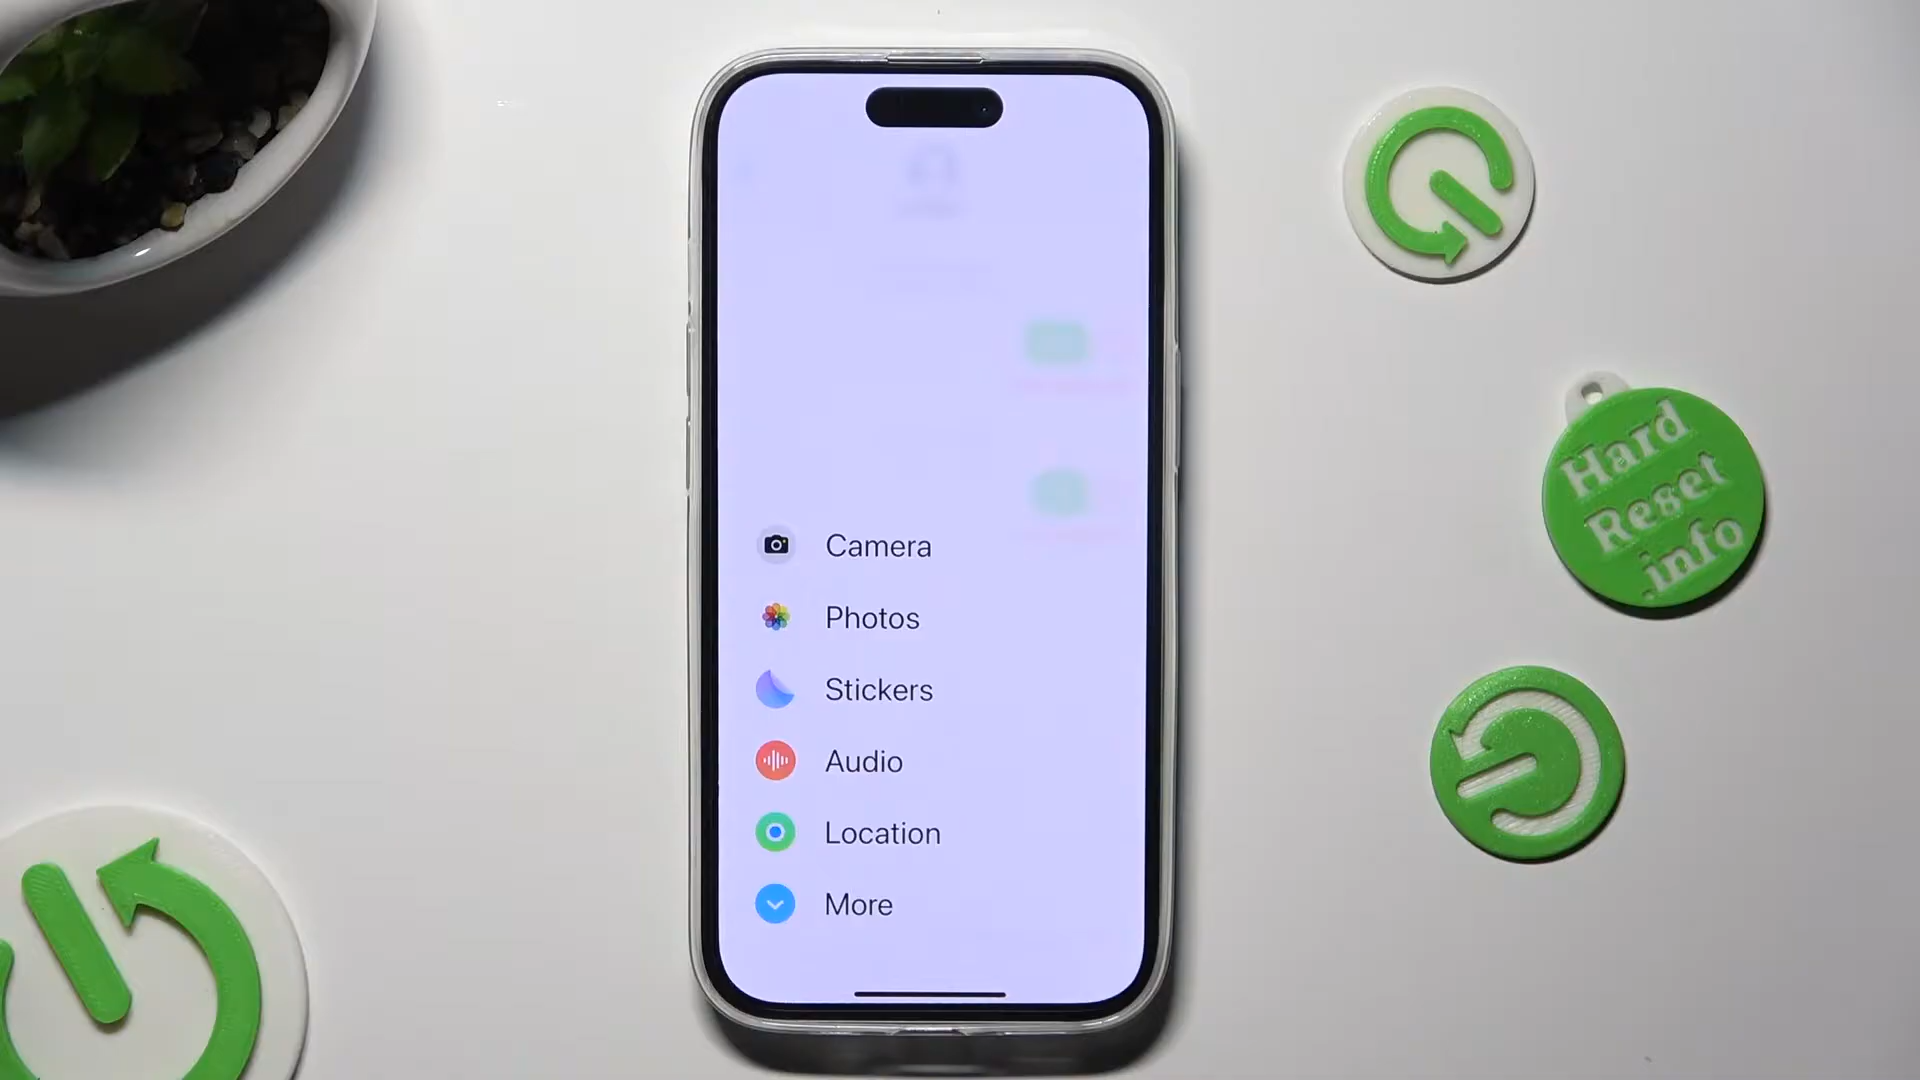 Camera
Photos
Stickers
Audio
Location
More
Hard
Reset
.info